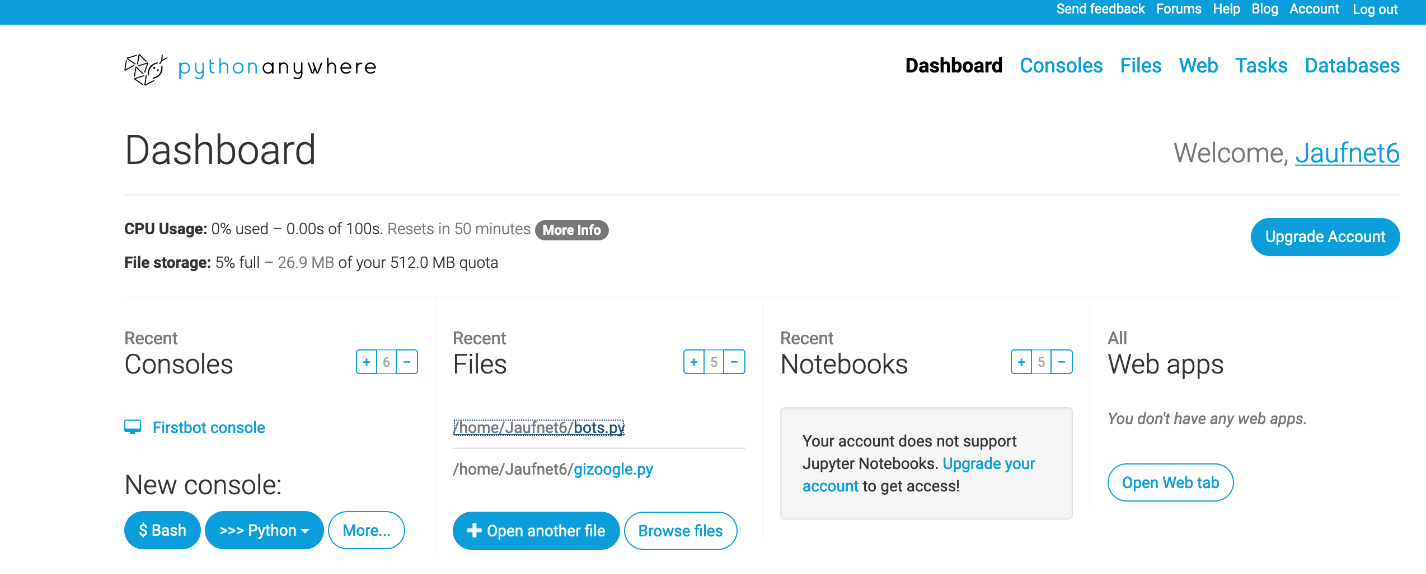 Send feedback Forums Help Blog Account Log out
pythonanywhere
Dashboard Consoles Files Web Tasks Databases
Dashboard
Welcome, Jaufnet6
CPU Usage: 0% used – 0.00s of 100s. Resets in 50 minutes More Info
Upgrade Account
File storage: 5% full – 26.9 MB of your 512.0 MB quota
Recent
Consoles
+ 6 −
Firstbot console
New console:
$ Bash >>> Python More...
Recent
Files
+ 5 −
/home/Jaufnet6/bots.py
/home/Jaufnet6/gizoogle.py
+ Open another file Browse files
Recent
Notebooks
+ 5 −
Your account does not support
Jupyter Notebooks. Upgrade your
account to get access!
All
Web apps
You don't have any web apps.
Open Web tab